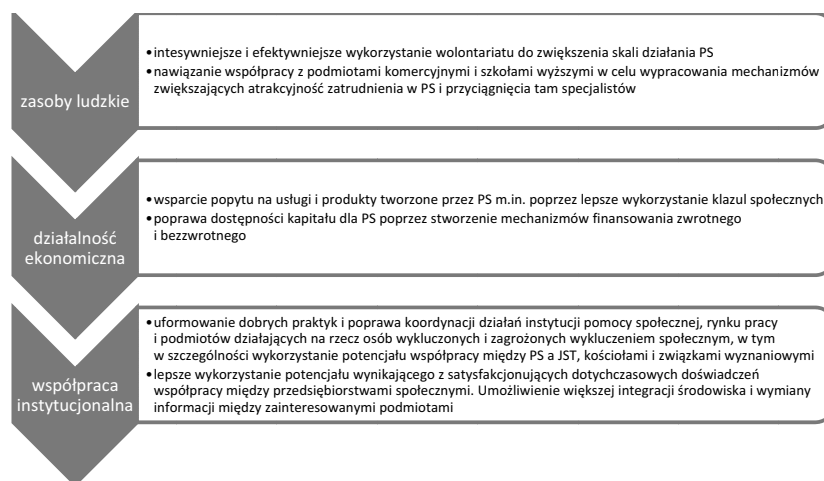 zasoby ludzkie
•intesywniejsze i efektywniejsze wykorzystanie wolontariatu do zwiększenia skali działania PS
•nawiązanie współpracy z podmiotami komercyjnymi i szkołami wyższymi w celu wypracowania mechanizmów
zwiększających atrakcyjność zatrudnienia w PS i przyciągnięcia tam specjalistów
działalność
ekonomiczna
•wsparcie popytu na usługi i produkty tworzone przez PS m.in. poprzez lepsze wykorzystanie klazul społecznych
•poprawa dostępności kapitału dla PS poprzez stworzenie mechanizmów finansowania zwrotnego
i bezzwrotnego
współpraca
instytucjonalna
•uformowanie dobrych praktyk i poprawa koordynacji działań instytucji pomocy społecznej, rynku pracy
i podmiotów działających na rzecz osób wykluczonych i zagrożonych wykluczeniem społecznym, w tym
w szczególności wykorzystanie potencjału współpracy między PS a JST, kościołami i związkami wyznaniowymi
•lepsze wykorzystanie potencjału wynikającego z satysfakcjonujących dotychczasowych doświadczeń
współpracy między przedsiębiorstwami społecznymi. Umożliwienie większej integracji środowiska i wymiany
informacji między zainteresowanymi podmiotami